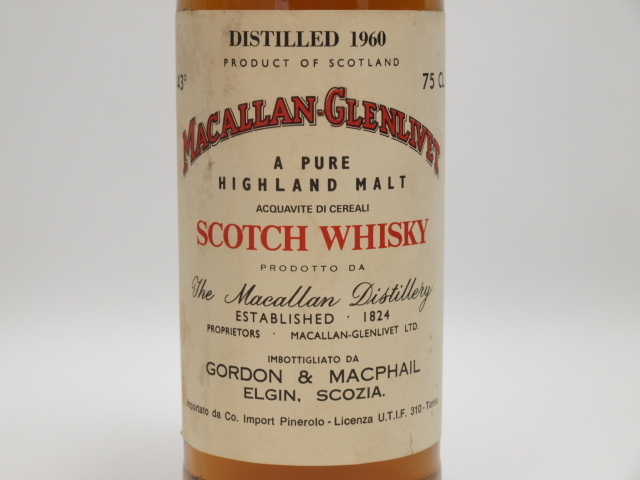 DISTILLED 1960
PRODUCT OF SCOTLAND
43° 75 CL
MACALLAN-GLENLIVET
A PURE
HIGHLAND MALT
ACQUAVITE DI CEREALI
SCOTCH WHISKY
PRODOTTO DA
The Macallan Distillery
ESTABLISHED · 1824
PROPRIETORS · MACALLAN-GLENLIVET LTD.
IMBOTTIGLIATO DA
GORDON & MACPHAIL
ELGIN, SCOZIA.
Importato da Co. Import Pinerolo - Licenza U.T.I.F. 310 - Torino